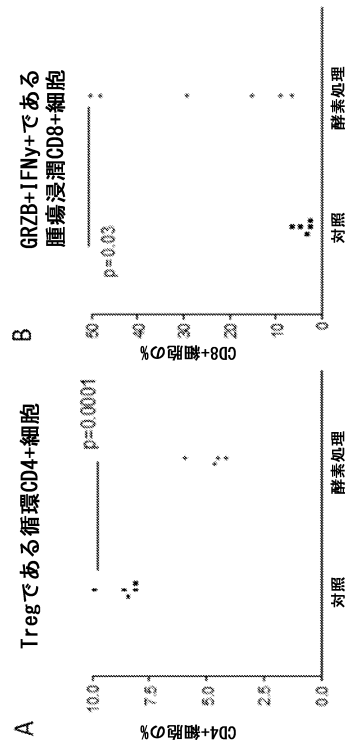 A
Tregである循環CD4+細胞
p=0.0001
CD4+細胞の%
10.0
7.5
5.0
2.5
0.0
対照
酵素処理
B
GRZB+IFNγ+である
腫瘍浸潤CD8+細胞
p=0.03
CD8+細胞の%
50
40
30
20
10
0
対照
酵素処理